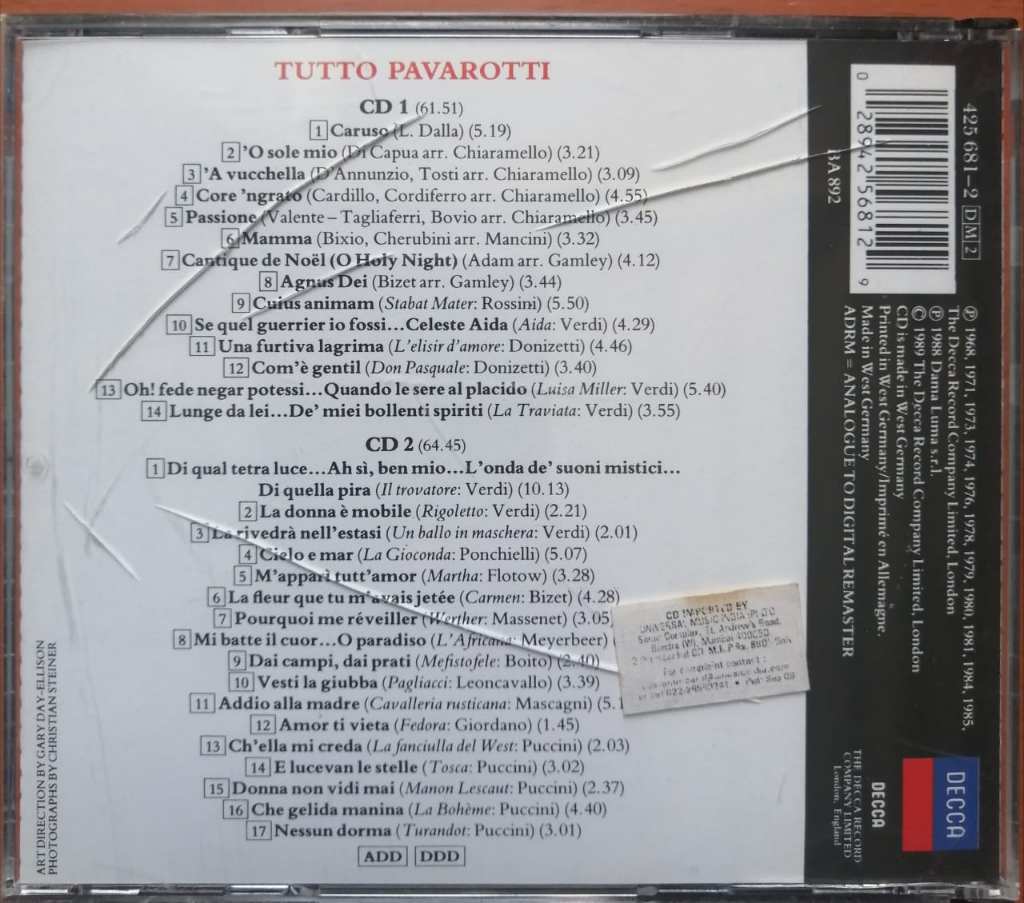 TUTTO PAVAROTTI
CD 1 (61.51)
1 Caruso (L. Dalla) (5.19)
2 'O sole mio (Di Capua arr. Chiaramello) (3.21)
3 'A vucchella (D'Annunzio, Tosti arr. Chiaramello) (3.09)
4 Core 'ngrato (Cardillo, Cordiferro arr. Chiaramello) (4.55)
5 Passione (Valente – Tagliaferri, Bovio arr. Chiaramello) (3.45)
6 Mamma (Bixio, Cherubini arr. Mancini) (3.32)
7 Cantique de Noël (O Holy Night) (Adam arr. Gamley) (4.12)
8 Agnus Dei (Bizet arr. Gamley) (3.44)
9 Cuius animam (Stabat Mater: Rossini) (5.50)
10 Se quel guerrier io fossi...Celeste Aida (Aida: Verdi) (4.29)
11 Una furtiva lagrima (L'elisir d'amore: Donizetti) (4.46)
12 Com'è gentil (Don Pasquale: Donizetti) (3.40)
13 Oh! fede negar potessi...Quando le sere al placido (Luisa Miller: Verdi) (5.40)
14 Lunge da lei...De' miei bollenti spiriti (La Traviata: Verdi) (3.55)
CD 2 (64.45)
1 Di qual tetra luce...Ah sì, ben mio...L'onda de' suoni mistici...
Di quella pira (Il trovatore: Verdi) (10.13)
2 La donna è mobile (Rigoletto: Verdi) (2.21)
3 La rivedrà nell'estasi (Un ballo in maschera: Verdi) (2.01)
4 Cielo e mar (La Gioconda: Ponchielli) (5.07)
5 M'apparì tutt'amor (Martha: Flotow) (3.28)
6 La fleur que tu m'avais jetée (Carmen: Bizet) (4.28)
7 Pourquoi me réveiller (Werther: Massenet) (3.05)
8 Mi batte il cuor...O paradiso (L'Africana: Meyerbeer)
9 Dai campi, dai prati (Mefistofele: Boito) (2.40)
10 Vesti la giubba (Pagliacci: Leoncavallo) (3.39)
11 Addio alla madre (Cavalleria rusticana: Mascagni) (5.1
12 Amor ti vieta (Fedora: Giordano) (1.45)
13 Ch'ella mi creda (La fanciulla del West: Puccini) (2.03)
14 E lucevan le stelle (Tosca: Puccini) (3.02)
15 Donna non vidi mai (Manon Lescaut: Puccini) (2.37)
16 Che gelida manina (La Bohème: Puccini) (4.40)
17 Nessun dorma (Turandot: Puccini) (3.01)
ADD DDD
ART DIRECTION BY GARY DAY-ELLISON
PHOTOGRAPHS BY CHRISTIAN STEINER
CD IMPORTED BY
UNIVERSAL MUSIC INDIA
St. Andrew's Road,
Bandra (W), Mumbai
For complaint contact :
425 681-2 DM2
0 28942 56812 9
BA 892
℗ 1968, 1971, 1973, 1974, 1976, 1978, 1979, 1980, 1981, 1984, 1985,
The Decca Record Company Limited, London
℗ 1988 Dama Luma s.r.l.
© 1989 The Decca Record Company Limited, London
CD is made in West Germany
Printed in West Germany/Imprimé en Allemagne.
Made in West Germany
ADRM = ANALOGUE TO DIGITAL REMASTER
DECCA
DECCA
THE DECCA RECORD
COMPANY LIMITED
London, England